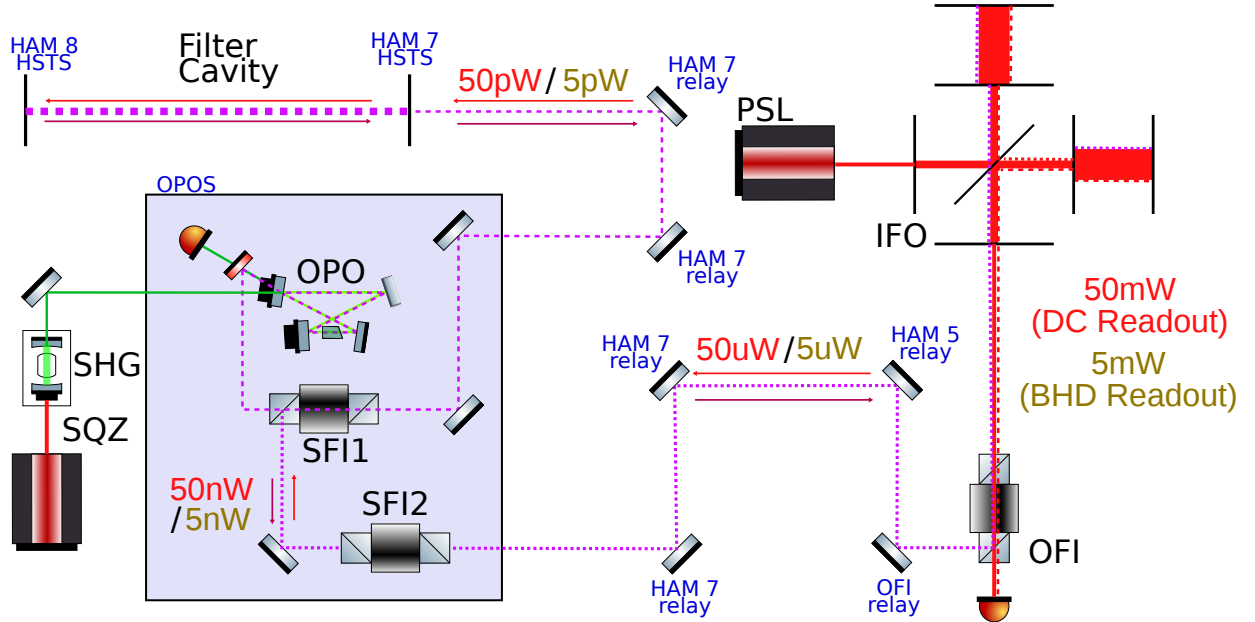 HAM 8
HSTS
Filter
Cavity
HAM 7
HSTS
50pW/5pW
HAM 7
relay
PSL
OPOS
IFO
HAM 7
relay
OPO
50mW
(DC Readout)
5mW
(BHD Readout)
SHG
SQZ
HAM 7
relay
50uW/5uW
HAM 5
relay
SFI1
50nW
/5nW
SFI2
OFI
HAM 7
relay
OFI
relay